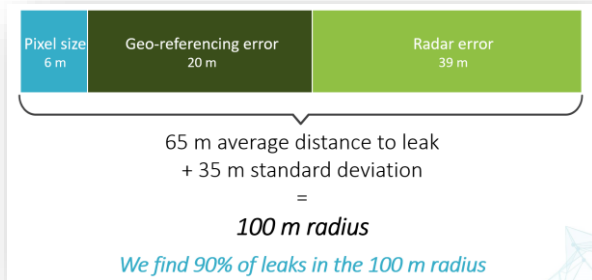 Pixel size
6 m
Geo-referencing error
20 m
Radar error
39 m
65 m average distance to leak
+ 35 m standard deviation
=
100 m radius
We find 90% of leaks in the 100 m radius